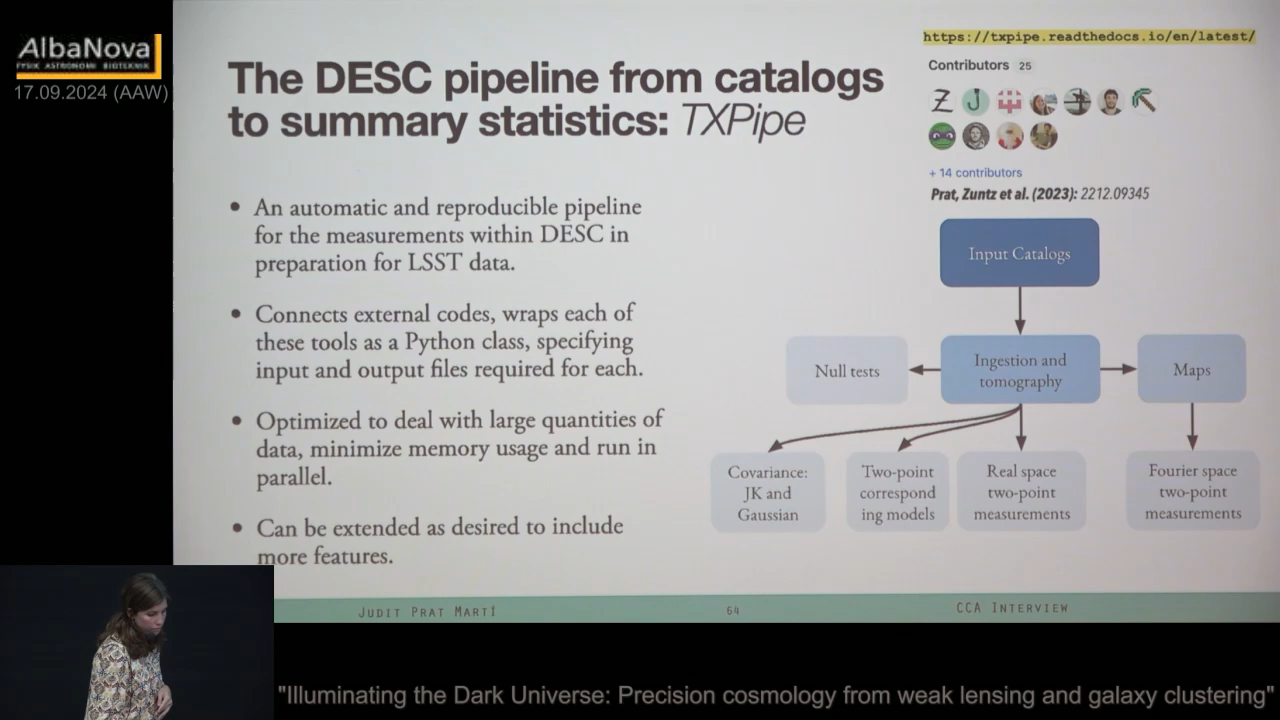 AlbaNova
FYSIK ASTRONOMI BIOTEKNIK
17.09.2024 (AAW)
The DESC pipeline from catalogs
to summary statistics: TXPipe
https://txpipe.readthedocs.io/en/latest/
Contributors 25
Z J
+ 14 contributors
Prat, Zuntz et al. (2023): 2212.09345
• An automatic and reproducible pipeline
for the measurements within DESC in
preparation for LSST data.
• Connects external codes, wraps each of
these tools as a Python class, specifying
input and output files required for each.
• Optimized to deal with large quantities of
data, minimize memory usage and run in
parallel.
• Can be extended as desired to include
more features.
Input Catalogs
Null tests
Ingestion and
tomography
Maps
Covariance:
JK and
Gaussian
Two-point
correspond
ing models
Real space
two-point
measurements
Fourier space
two-point
measurements
Judit Prat Martí
64
CCA Interview
"Illuminating the Dark Universe: Precision cosmology from weak lensing and galaxy clustering"